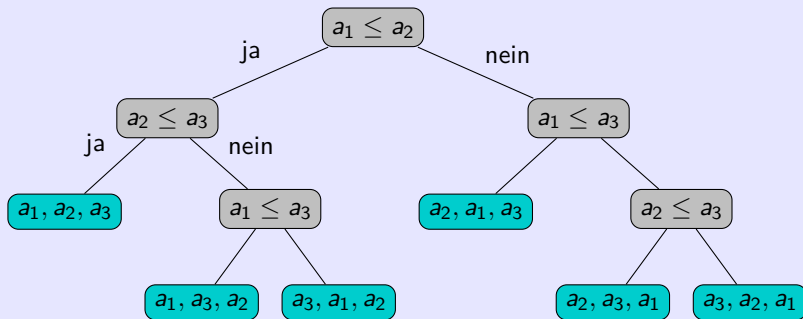 a₁ ≤ a₂
ja
nein
a₂ ≤ a₃
a₁ ≤ a₃
ja
nein
a₁, a₂, a₃
a₁ ≤ a₃
a₂, a₁, a₃
a₂ ≤ a₃
a₁, a₃, a₂
a₃, a₁, a₂
a₂, a₃, a₁
a₃, a₂, a₁